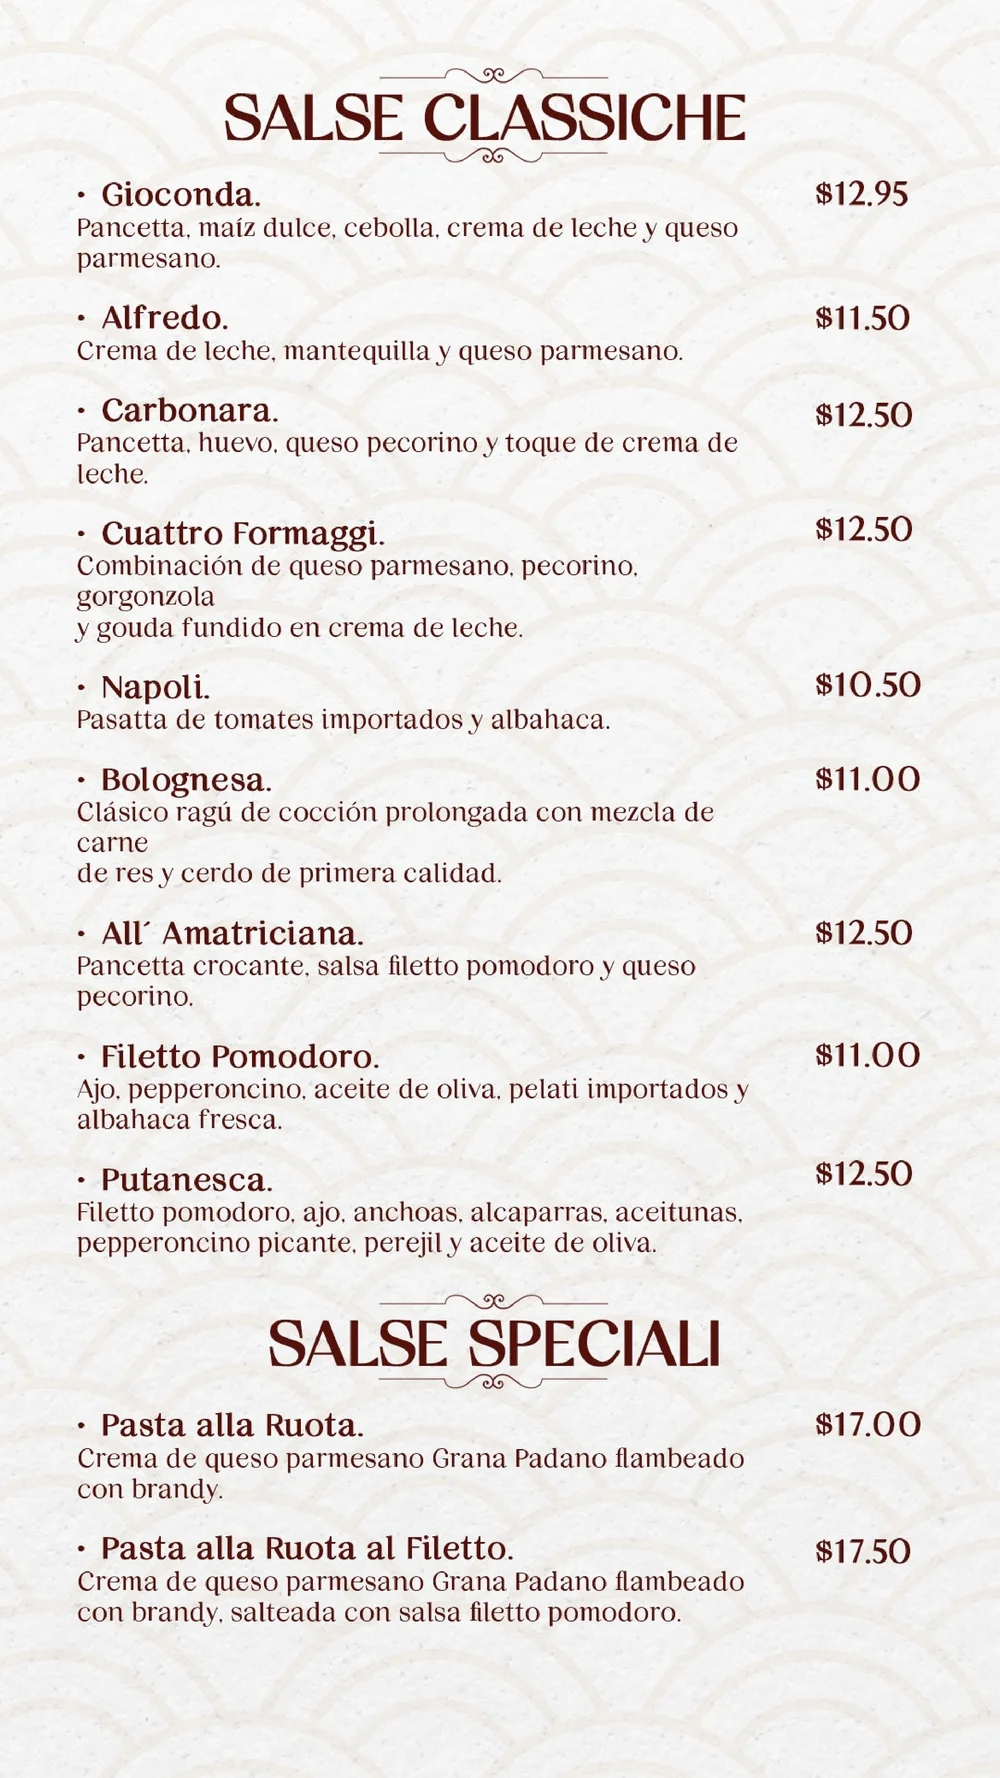 SALSE CLASSICHE
• Gioconda. $12.95
Pancetta, maíz dulce, cebolla, crema de leche y queso
parmesano.
• Alfredo. $11.50
Crema de leche, mantequilla y queso parmesano.
• Carbonara. $12.50
Pancetta, huevo, queso pecorino y toque de crema de
leche.
• Cuattro Formaggi. $12.50
Combinación de queso parmesano, pecorino,
gorgonzola
y gouda fundido en crema de leche.
• Napoli. $10.50
Pasatta de tomates importados y albahaca.
• Bolognesa. $11.00
Clásico ragú de cocción prolongada con mezcla de
carne
de res y cerdo de primera calidad.
• All´ Amatriciana. $12.50
Pancetta crocante, salsa filetto pomodoro y queso
pecorino.
• Filetto Pomodoro. $11.00
Ajo, pepperoncino, aceite de oliva, pelati importados y
albahaca fresca.
• Putanesca. $12.50
Filetto pomodoro, ajo, anchoas, alcaparras, aceitunas,
pepperoncino picante, perejil y aceite de oliva.
SALSE SPECIALI
• Pasta alla Ruota. $17.00
Crema de queso parmesano Grana Padano flambeado
con brandy.
• Pasta alla Ruota al Filetto. $17.50
Crema de queso parmesano Grana Padano flambeado
con brandy, salteada con salsa filetto pomodoro.